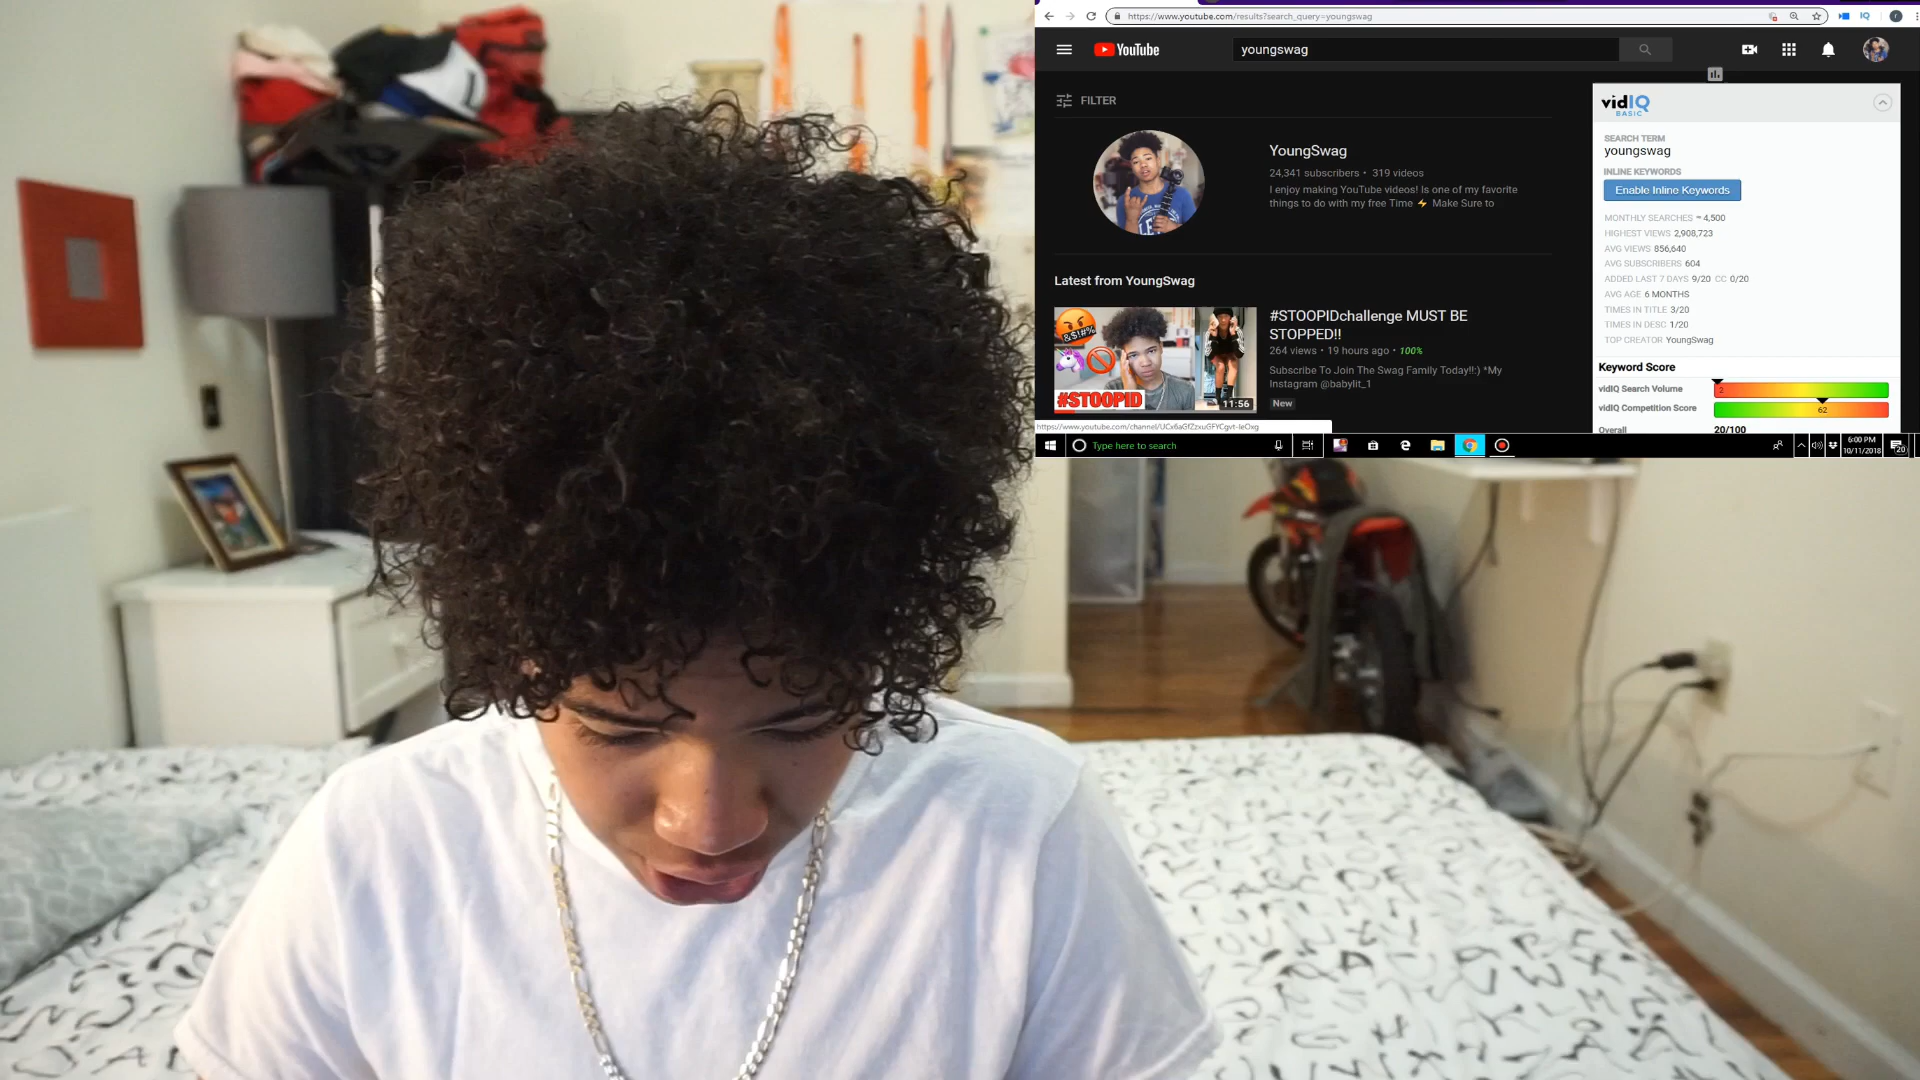 https://www.youtube.com/results?search_query=youngswag
IQ
YouTube
youngswag
FILTER
YoungSwag
24,341 subscribers • 319 videos
I enjoy making YouTube videos! Is one of my favorite
things to do with my free Time ⚡ Make Sure to
Latest from YoungSwag
&$!#%
#STOOPID
11:56
#STOOPIDchallenge MUST BE
STOPPED!!
264 views • 19 hours ago • 100%
Subscribe To Join The Swag Family Today!!:) *My
Instagram @babylit_1
New
vidIQ
BASIC
SEARCH TERM
youngswag
INLINE KEYWORDS
Enable Inline Keywords
MONTHLY SEARCHES ≈ 4,500
HIGHEST VIEWS 2,908,723
AVG VIEWS 856,640
AVG SUBSCRIBERS 604
ADDED LAST 7 DAYS 9/20 CC 0/20
AVG AGE 6 MONTHS
TIMES IN TITLE 3/20
TIMES IN DESC 1/20
TOP CREATOR YoungSwag
Keyword Score
vidIQ Search Volume
2
vidIQ Competition Score
62
Overall
20/100
Type here to search
6:00 PM
10/11/2018
20